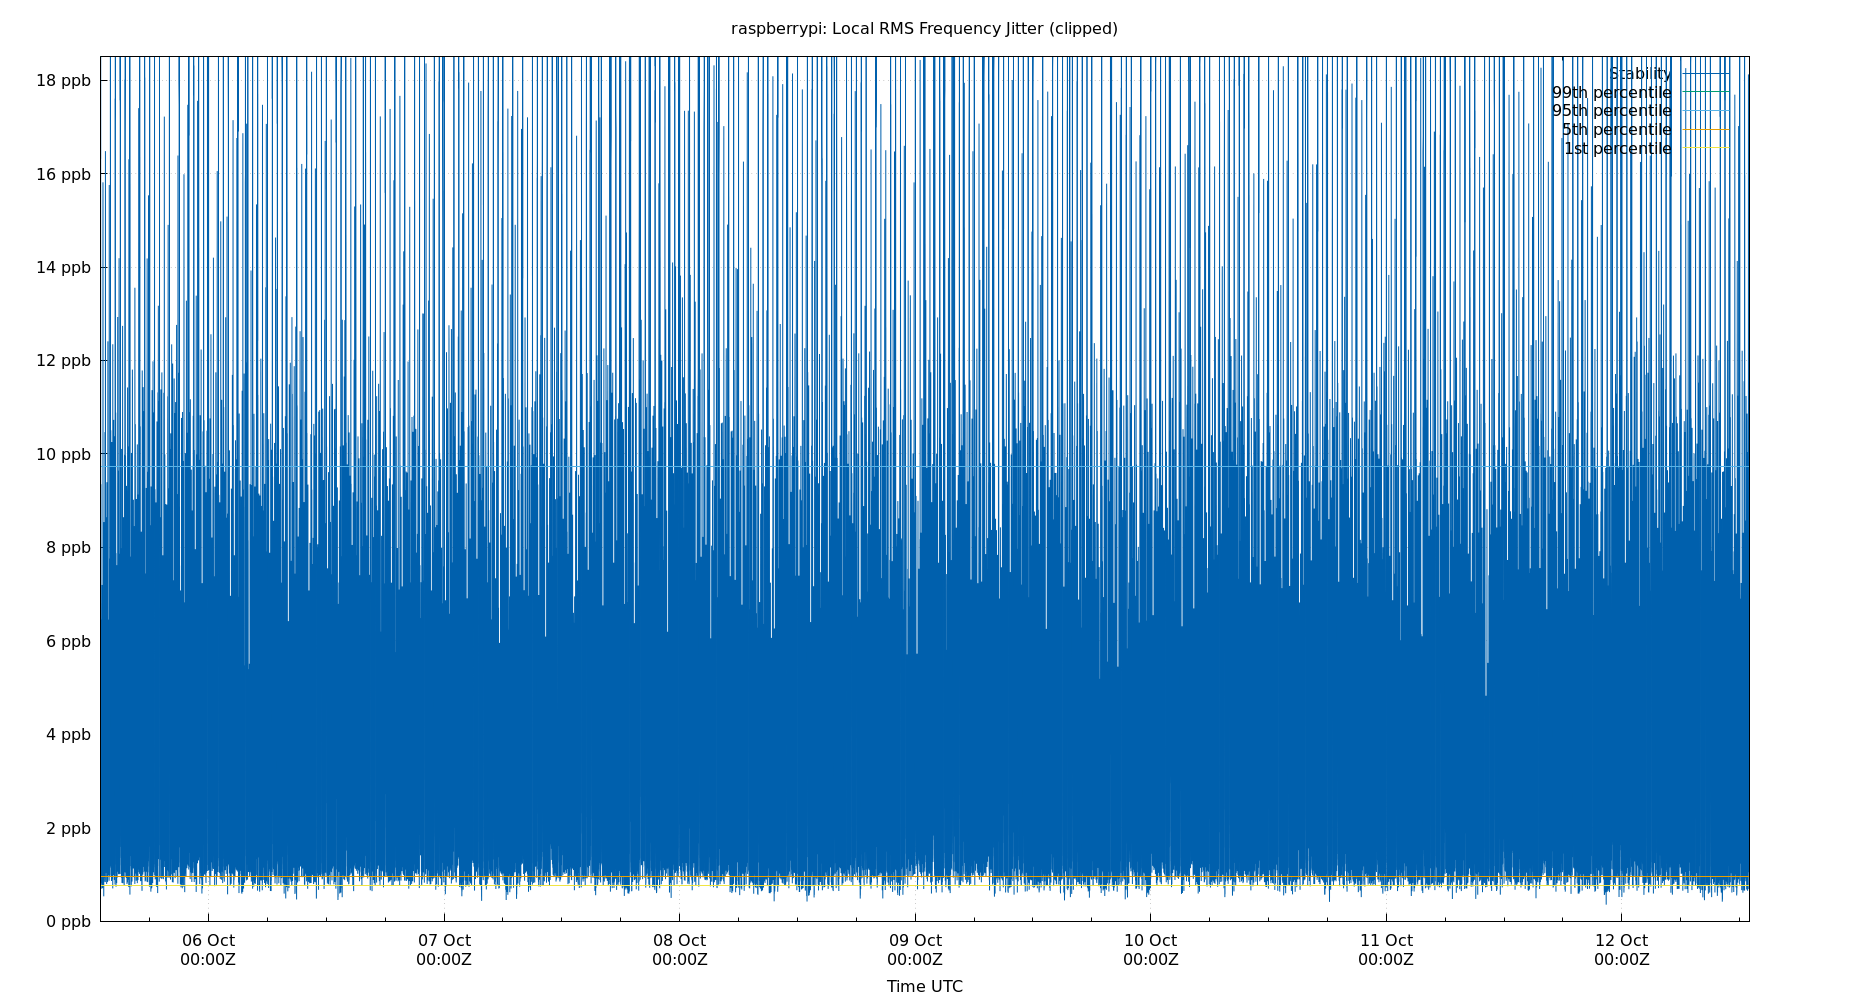 raspberrypi: Local RMS Frequency Jitter (clipped)
18 ppb
16 ppb
14 ppb
12 ppb
10 ppb
8 ppb
6 ppb
4 ppb
2 ppb
0 ppb
Stability
99th percentile
95th percentile
5th percentile
1st percentile
06 Oct
00:00Z
07 Oct
00:00Z
08 Oct
00:00Z
09 Oct
00:00Z
10 Oct
00:00Z
11 Oct
00:00Z
12 Oct
00:00Z
Time UTC